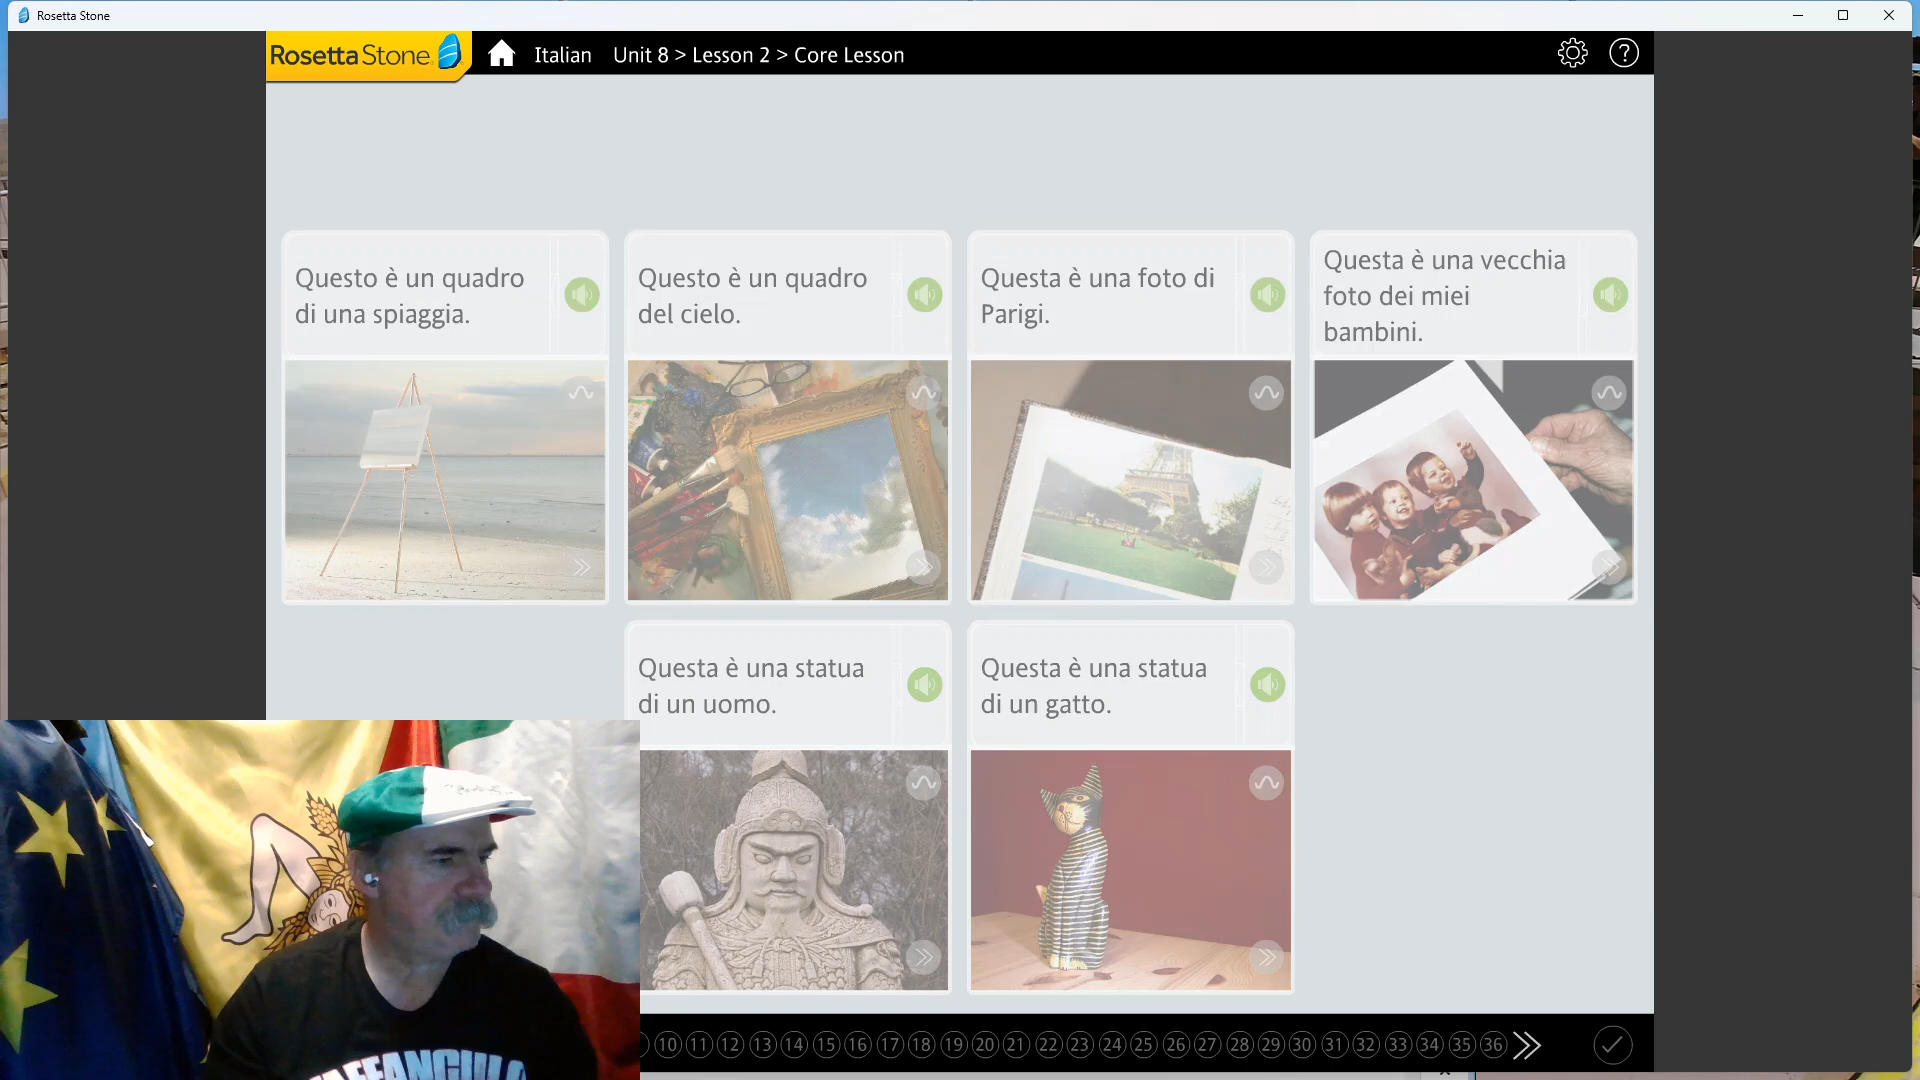 Rosetta Stone
RosettaStone
Italian
Unit 8 > Lesson 2 > Core Lesson
?
Questo è un quadro
di una spiaggia.
Questo è un quadro
del cielo.
Questa è una foto di
Parigi.
Questa è una vecchia
foto dei miei
bambini.
Questa è una statua
di un uomo.
Questa è una statua
di un gatto.
10 11 12 13 14 15 16 17 18 19 20 21 22 23 24 25 26 27 28 29 30 31 32 33 34 35 36